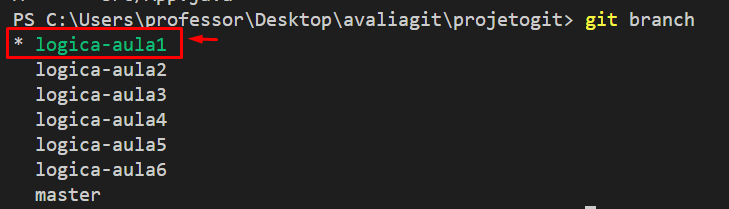 PS C:\Users\professor\Desktop\avaliagit\projetogit> git branch
* logica-aula1
logica-aula2
logica-aula3
logica-aula4
logica-aula5
logica-aula6
master